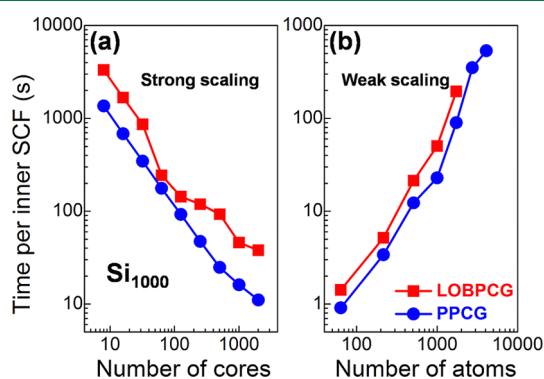 (a)
Strong scaling
Si1000
Time per inner SCF (s)
10000
1000
100
10
10 100 1000
Number of cores
(b)
Weak scaling
LOBPCG
PPCG
1000
100
10
1
100 1000 10000
Number of atoms